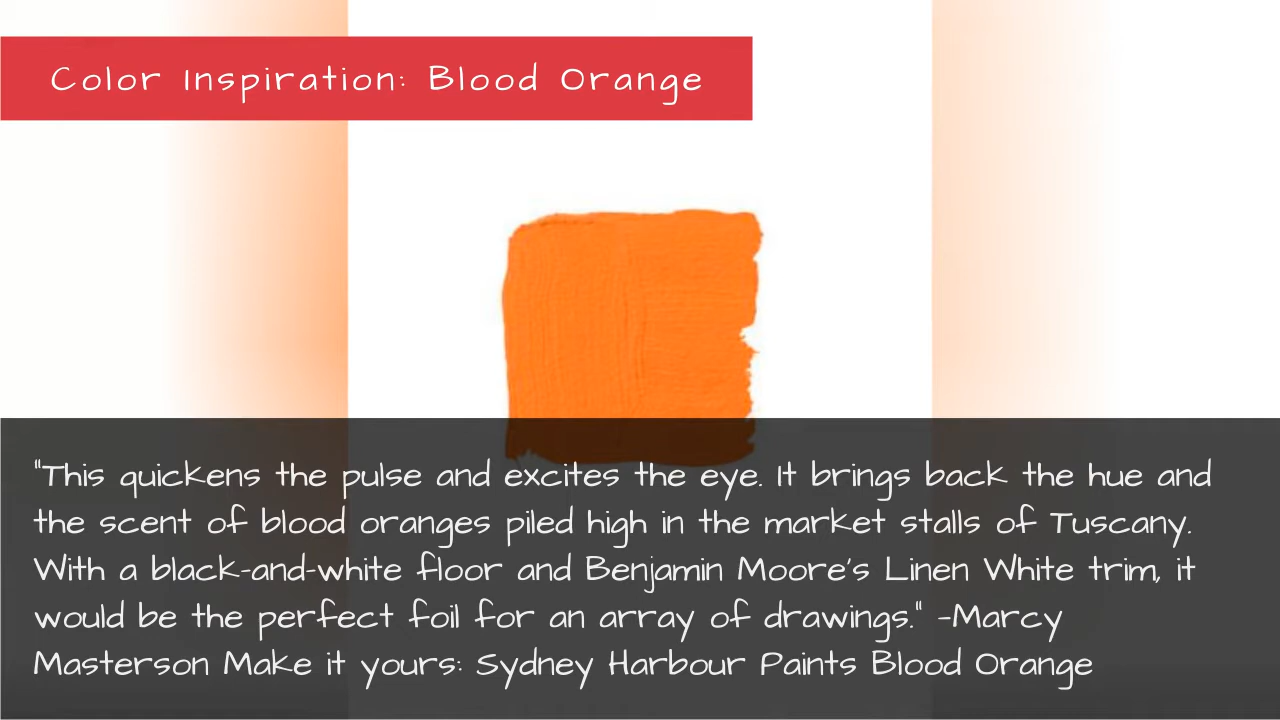 Color Inspiration: Blood Orange
"This quickens the pulse and excites the eye. It brings back the hue and
the scent of blood oranges piled high in the market stalls of Tuscany.
With a black-and-white floor and Benjamin Moore's Linen White trim, it
would be the perfect foil for an array of drawings." -Marcy
Masterson Make it yours: Sydney Harbour Paints Blood Orange